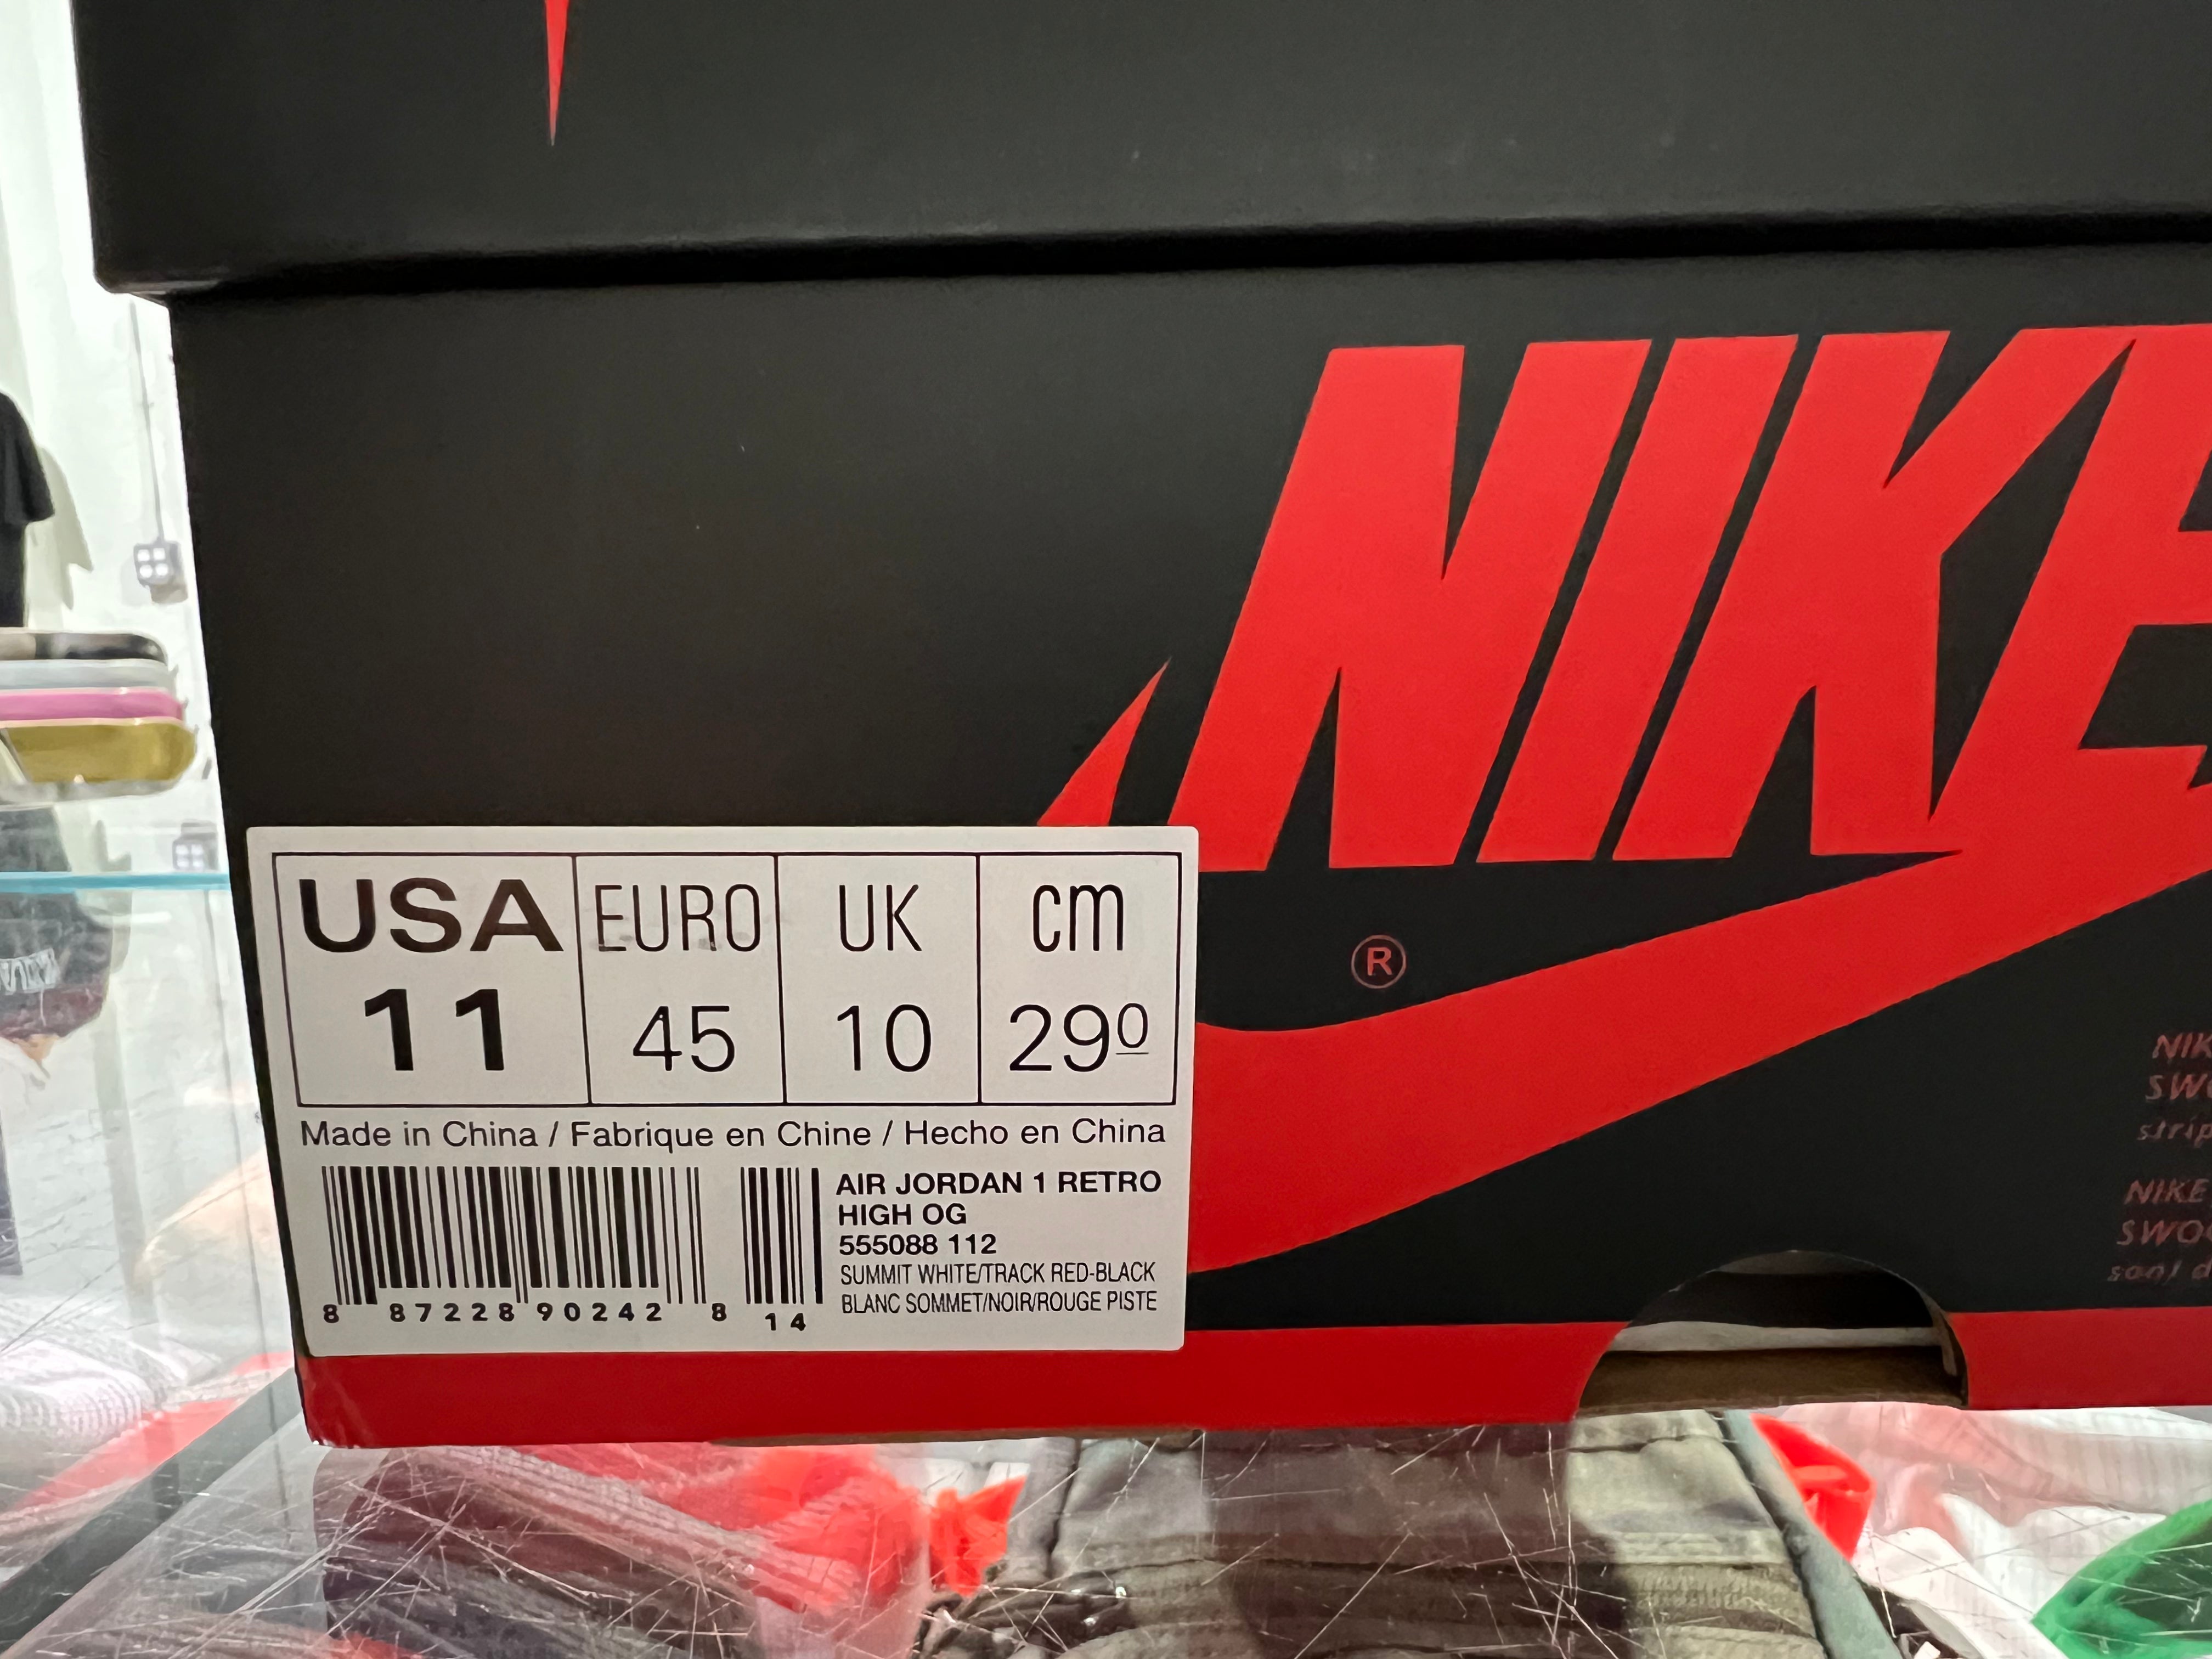 NIKE
®
USA EURO UK cm
11 45 10 29⁰
Made in China / Fabrique en Chine / Hecho en China
AIR JORDAN 1 RETRO
HIGH OG
555088 112
SUMMIT WHITE/TRACK RED-BLACK
BLANC SOMMET/NOIR/ROUGE PISTE
8 87228 90242 8 14
NIKE